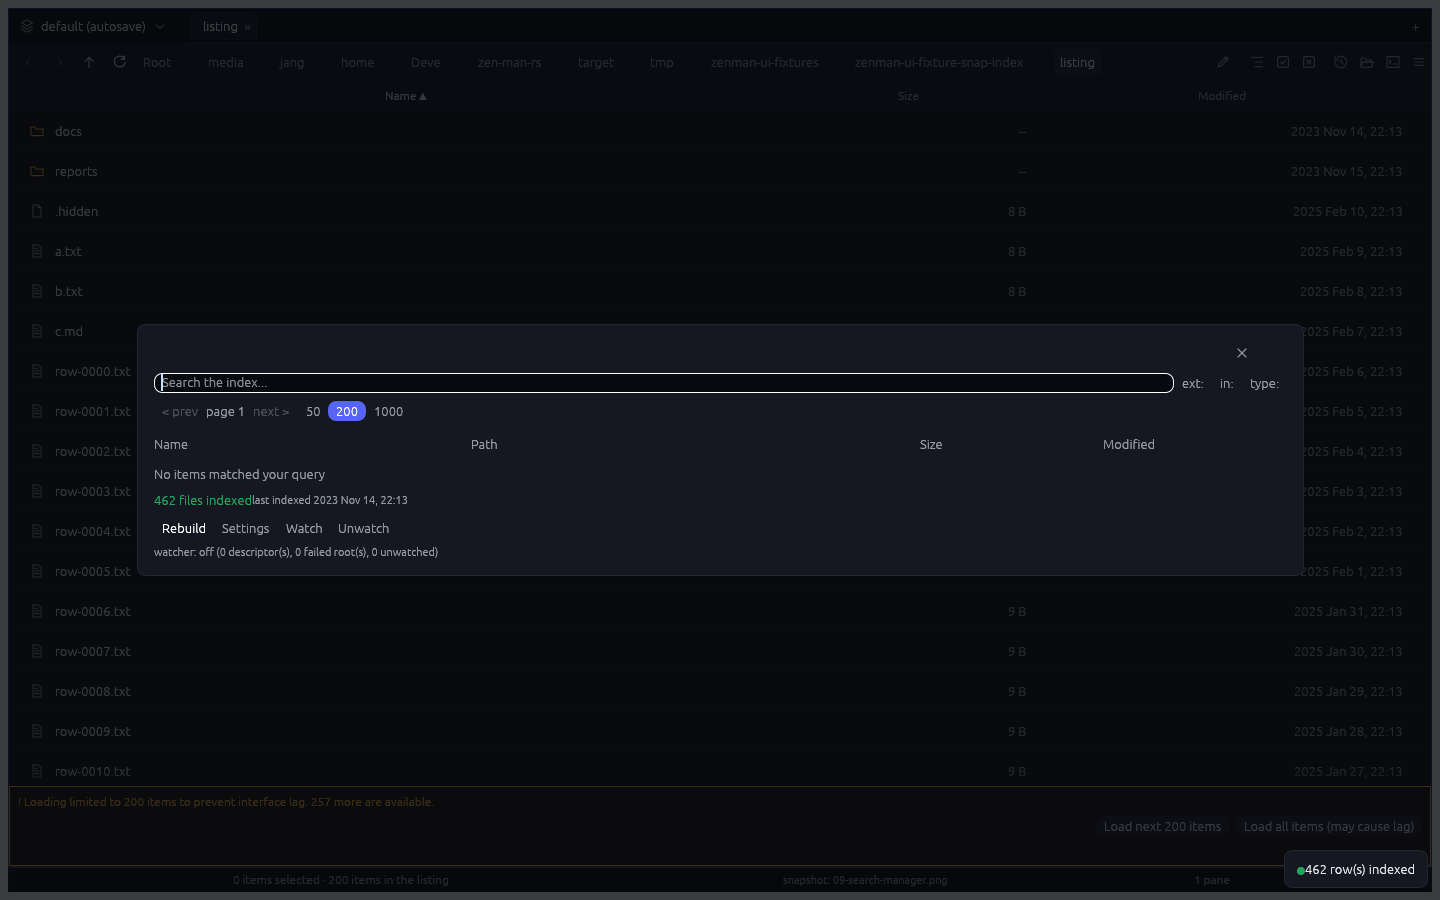 default (autosave) listing × +
Root media jang home Deve zen-man-rs target tmp zenman-ui-fixtures zenman-ui-fixture-snap-index listing
Name ▲ Size Modified
docs — 2023 Nov 14, 22:13
reports — 2023 Nov 15, 22:13
.hidden 8 B 2025 Feb 10, 22:13
a.txt 8 B 2025 Feb 9, 22:13
b.txt 8 B 2025 Feb 8, 22:13
c.md 2025 Feb 7, 22:13
row-0000.txt 2025 Feb 6, 22:13
row-0001.txt 2025 Feb 5, 22:13
row-0002.txt 2025 Feb 4, 22:13
row-0003.txt 2025 Feb 3, 22:13
row-0004.txt 2025 Feb 2, 22:13
row-0005.txt 2025 Feb 1, 22:13
Search the index... ext: in: type:
< prev page 1 next > 50 200 1000
Name Path Size Modified
No items matched your query
462 files indexedlast indexed 2023 Nov 14, 22:13
Rebuild Settings Watch Unwatch
watcher: off (0 descriptor(s), 0 failed root(s), 0 unwatched)
row-0006.txt 9 B 2025 Jan 31, 22:13
row-0007.txt 9 B 2025 Jan 30, 22:13
row-0008.txt 9 B 2025 Jan 29, 22:13
row-0009.txt 9 B 2025 Jan 28, 22:13
row-0010.txt 9 B 2025 Jan 27, 22:13
! Loading limited to 200 items to prevent interface lag. 257 more are available.
Load next 200 items Load all items (may cause lag)
462 row(s) indexed
0 items selected · 200 items in the listing snapshot: 09-search-manager.png 1 pane